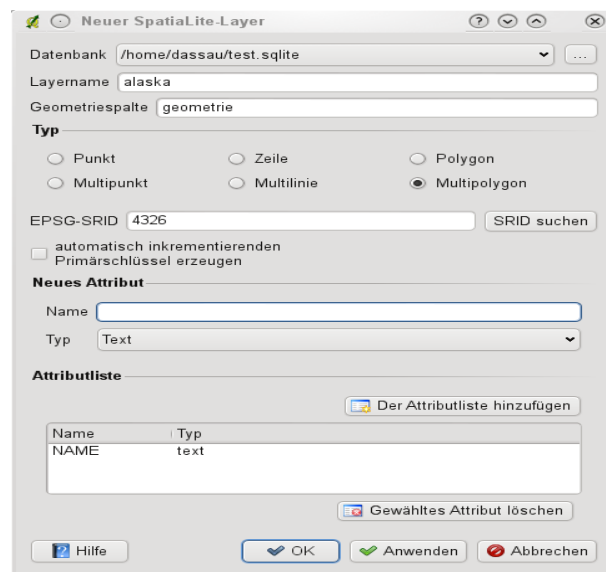 Neuer SpatiaLite-Layer
Datenbank /home/dassau/test.sqlite ...
Layername alaska
Geometriespalte geometrie
Typ
Punkt Zeile Polygon
Multipunkt Multilinie Multipolygon
EPSG-SRID 4326 SRID suchen
automatisch inkrementierenden
Primärschlüssel erzeugen
Neues Attribut
Name
Typ Text
Attributliste
Der Attributliste hinzufügen
Name Typ
NAME text
Gewähltes Attribut löschen
Hilfe OK Anwenden Abbrechen